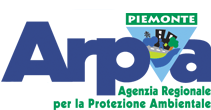 PIEMONTE
Arpa
Agenzia Regionale
per la Protezione Ambientale